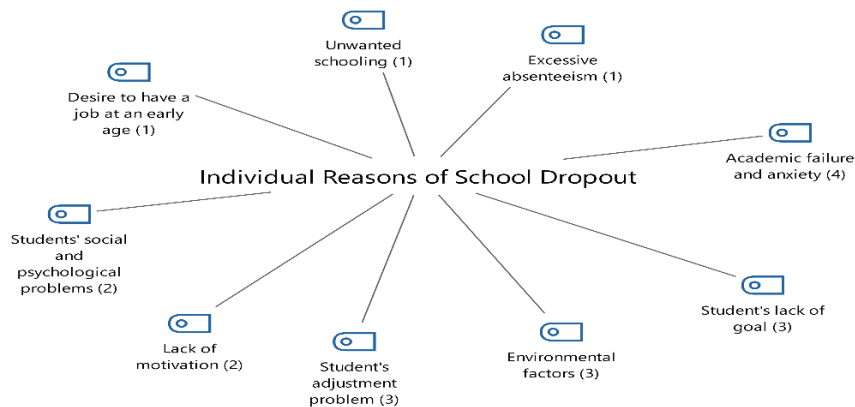 Unwanted
schooling (1)
Excessive
absenteeism (1)
Desire to have a
job at an early
age (1)
Academic failure
and anxiety (4)
Individual Reasons of School Dropout
Students' social
and
psychological
problems (2)
Student's lack of
goal (3)
Lack of
motivation (2)
Student's
adjustment
problem (3)
Environmental
factors (3)